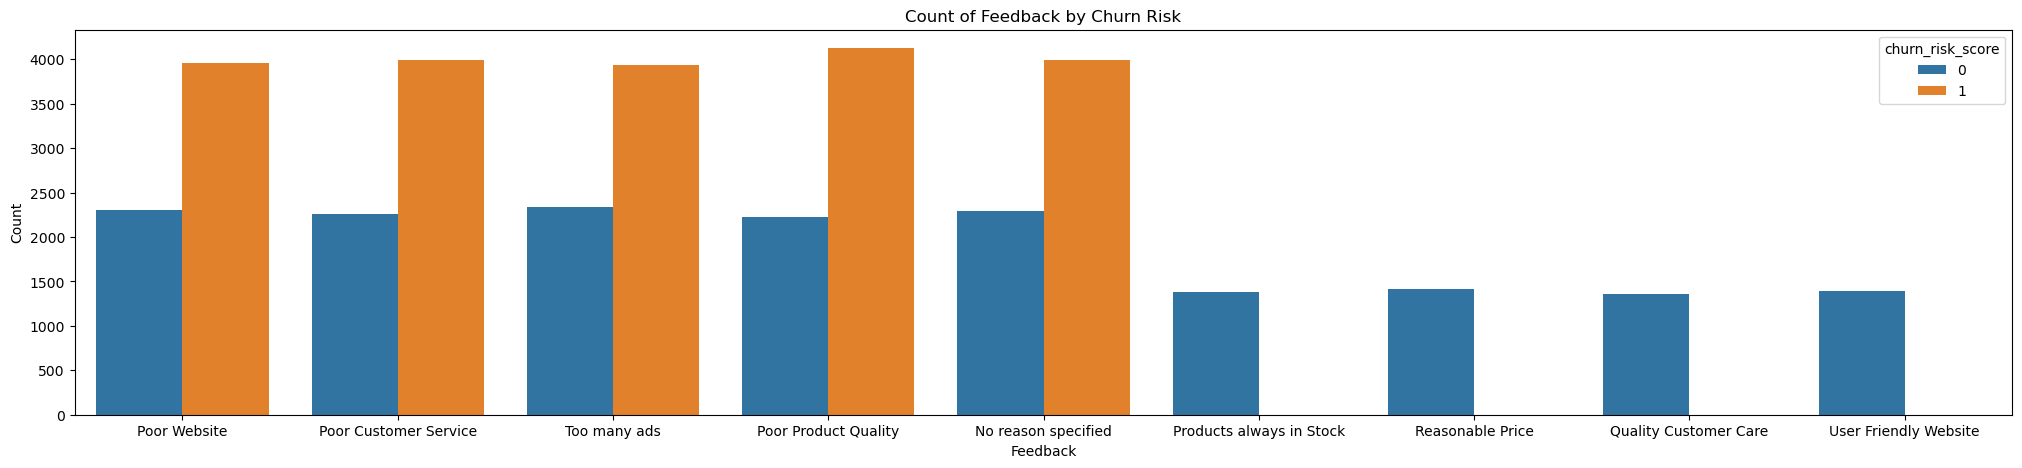 Count of Feedback by Churn Risk
churn_risk_score
0
1
4000
3500
3000
2500
2000
1500
1000
500
0
Count
Poor Website
Poor Customer Service
Too many ads
Poor Product Quality
No reason specified
Products always in Stock
Reasonable Price
Quality Customer Care
User Friendly Website
Feedback